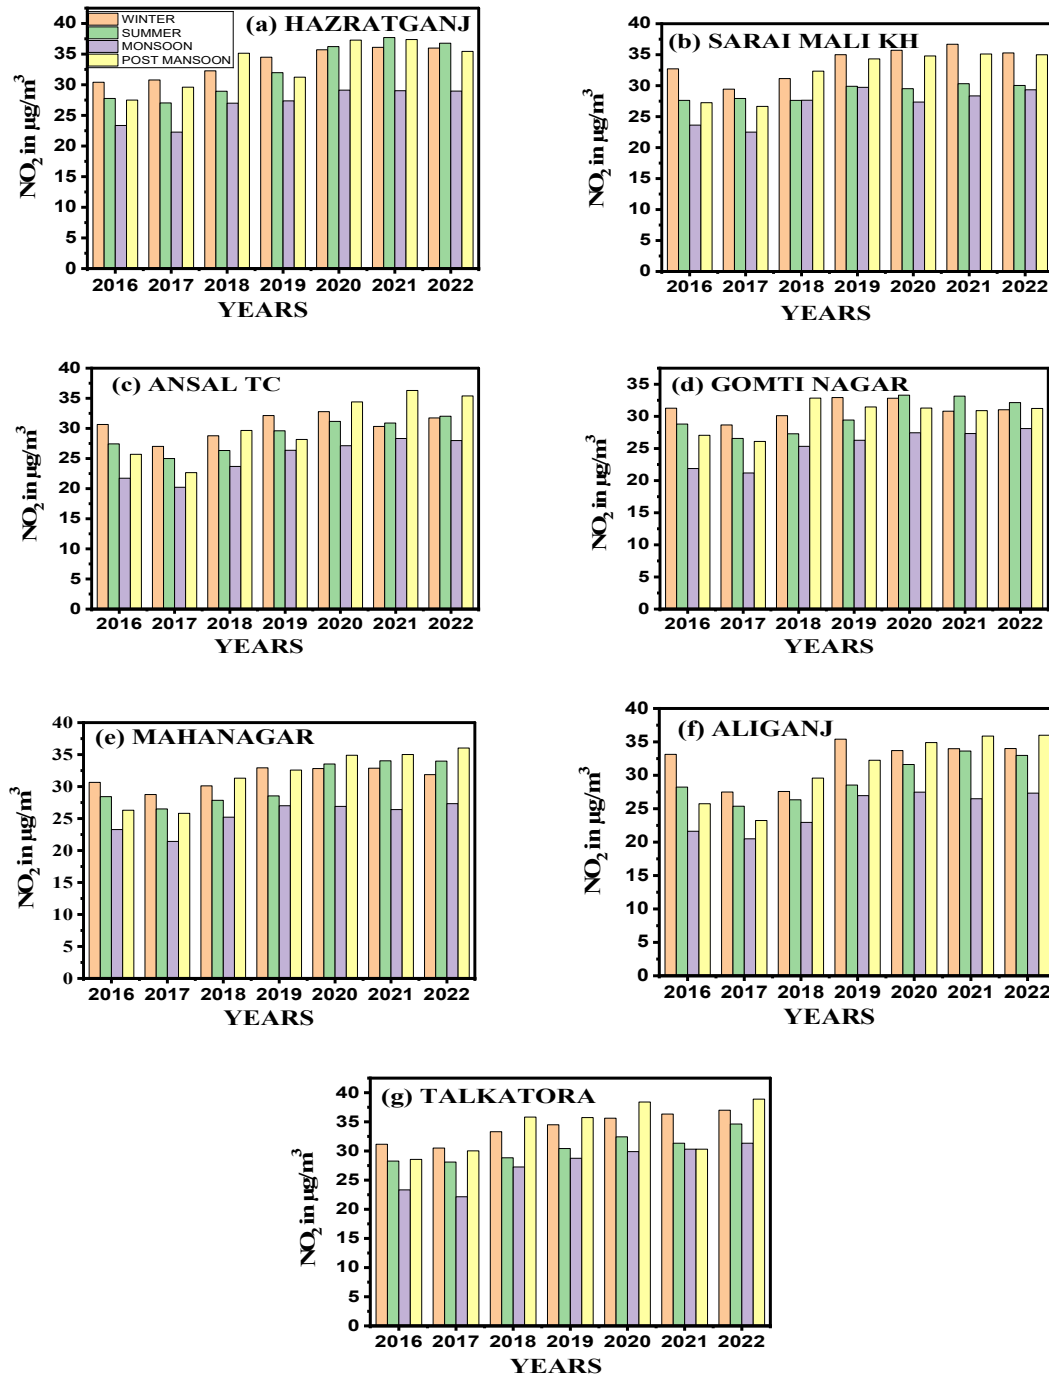 (a) HAZRATGANJ
WINTER
SUMMER
MONSOON
POST MANSOON
40
35
30
25
20
15
10
5
0
NO2 in µg/m3
2016 2017 2018 2019 2020 2021 2022
YEARS
(b) SARAI MALI KH
40
35
30
25
20
15
10
5
0
NO2 in µg/m3
2016 2017 2018 2019 2020 2021 2022
YEARS
(c) ANSAL TC
40
35
30
25
20
15
10
5
0
NO2 in µg/m3
2016 2017 2018 2019 2020 2021 2022
YEARS
(d) GOMTI NAGAR
35
30
25
20
15
10
5
0
NO2 in µg/m3
2016 2017 2018 2019 2020 2021 2022
YEARS
(e) MAHANAGAR
40
35
30
25
20
15
10
5
0
NO2 in µg/m3
2016 2017 2018 2019 2020 2021 2022
YEARS
(f) ALIGANJ
40
35
30
25
20
15
10
5
0
NO2 in µg/m3
2016 2017 2018 2019 2020 2021 2022
YEARS
(g) TALKATORA
40
35
30
25
20
15
10
5
0
NO2 in µg/m3
2016 2017 2018 2019 2020 2021 2022
YEARS